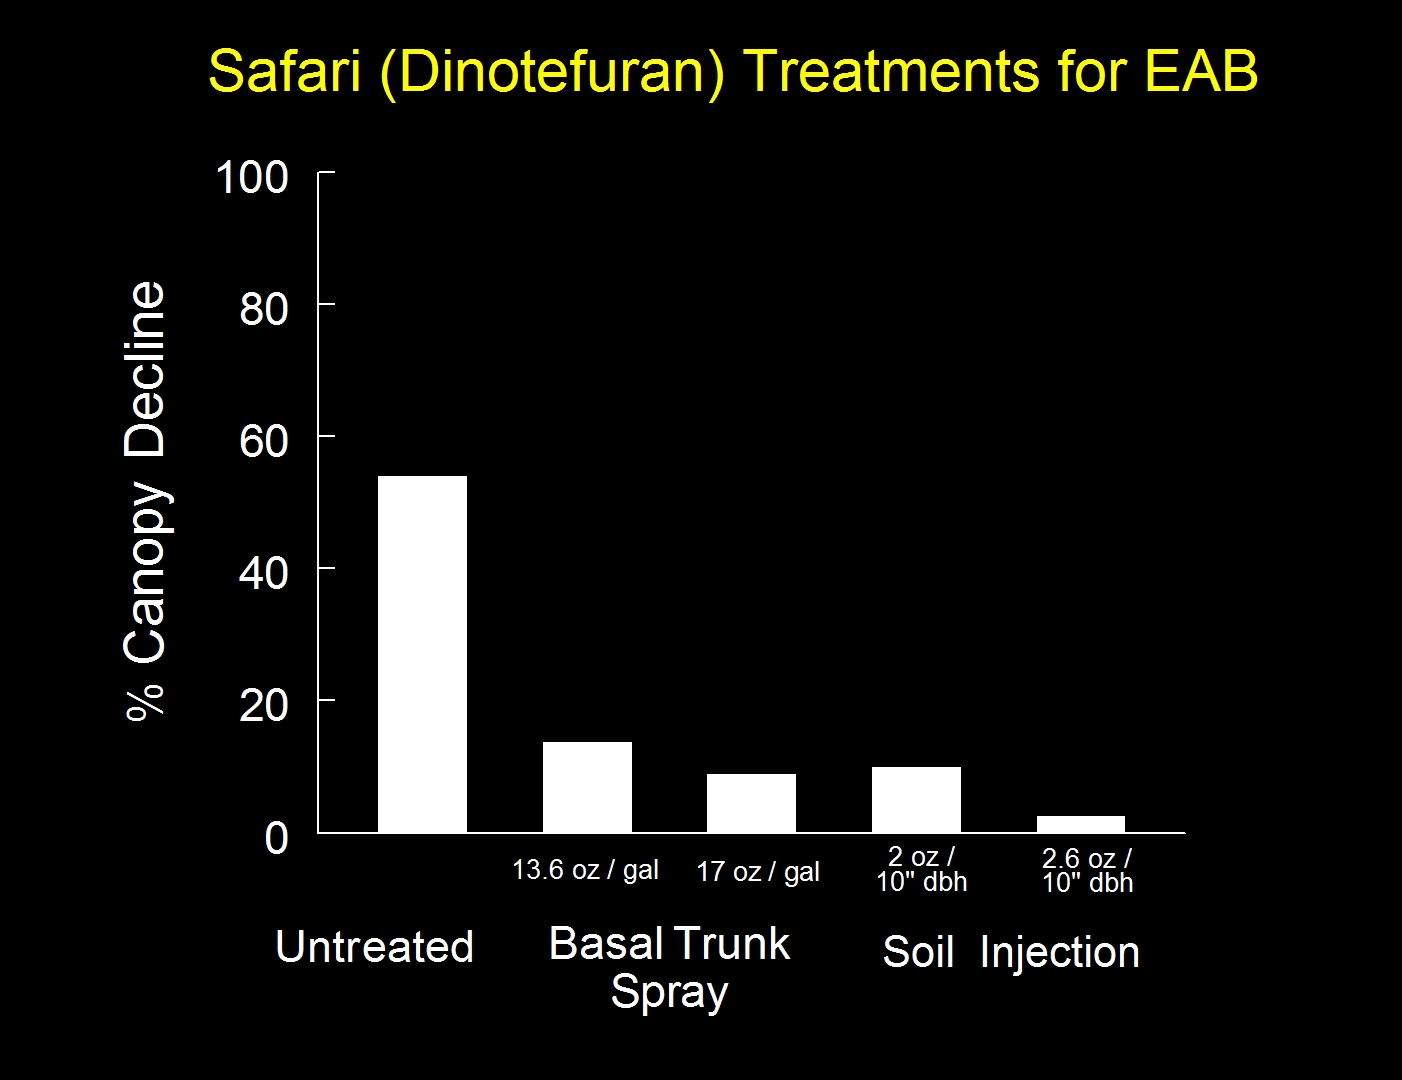 Safari (Dinotefuran) Treatments for EAB
% Canopy Decline
100
80
60
40
20
0
13.6 oz / gal
17 oz / gal
2 oz /
10" dbh
2.6 oz /
10" dbh
Untreated
Basal Trunk
Spray
Soil Injection